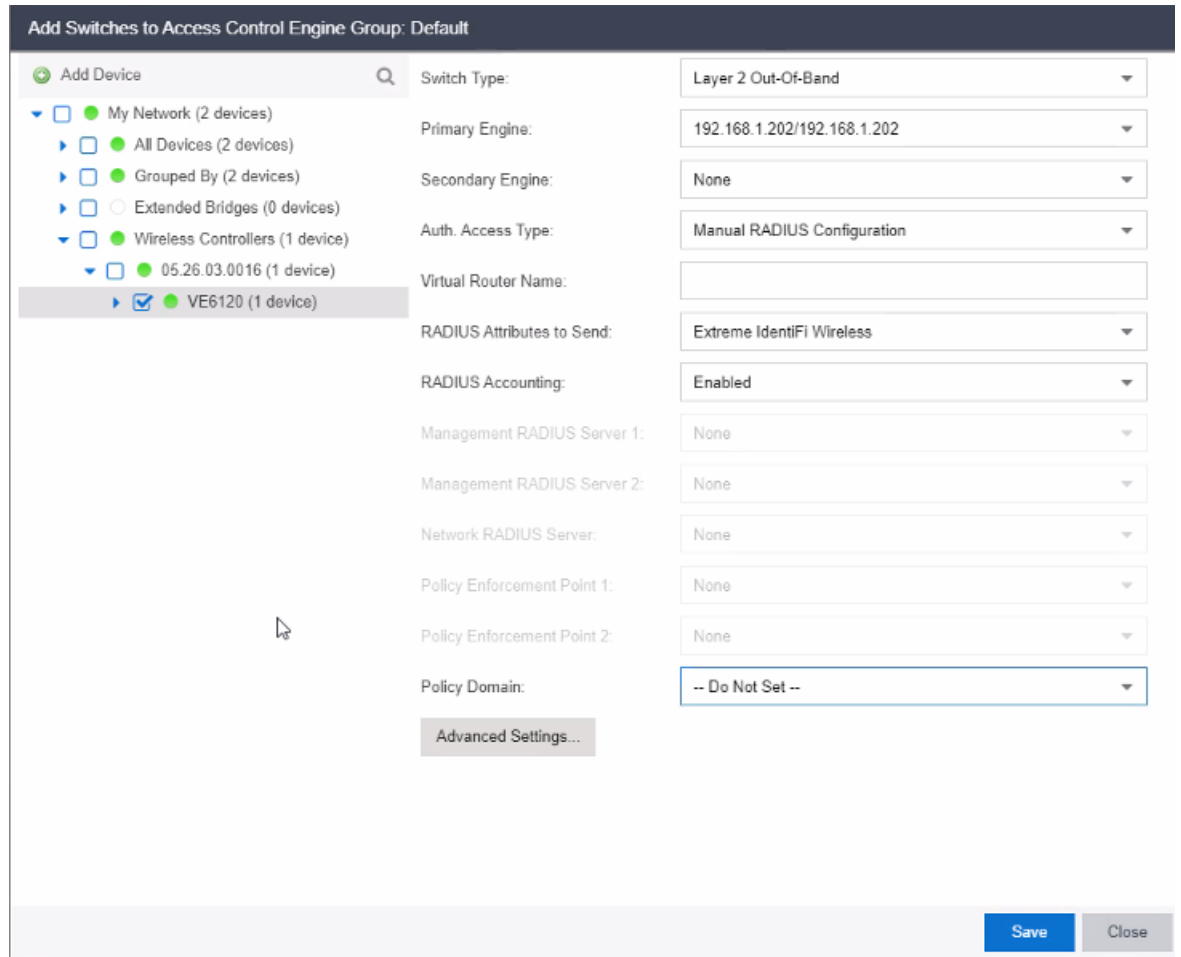 Add Switches to Access Control Engine Group: Default
Add Device
My Network (2 devices)
All Devices (2 devices)
Grouped By (2 devices)
Extended Bridges (0 devices)
Wireless Controllers (1 device)
05.26.03.0016 (1 device)
VE6120 (1 device)
Switch Type: Layer 2 Out-Of-Band
Primary Engine: 192.168.1.202/192.168.1.202
Secondary Engine: None
Auth. Access Type: Manual RADIUS Configuration
Virtual Router Name:
RADIUS Attributes to Send: Extreme IdentiFi Wireless
RADIUS Accounting: Enabled
Management RADIUS Server 1: None
Management RADIUS Server 2: None
Network RADIUS Server: None
Policy Enforcement Point 1: None
Policy Enforcement Point 2: None
Policy Domain: -- Do Not Set --
Advanced Settings...
Save Close